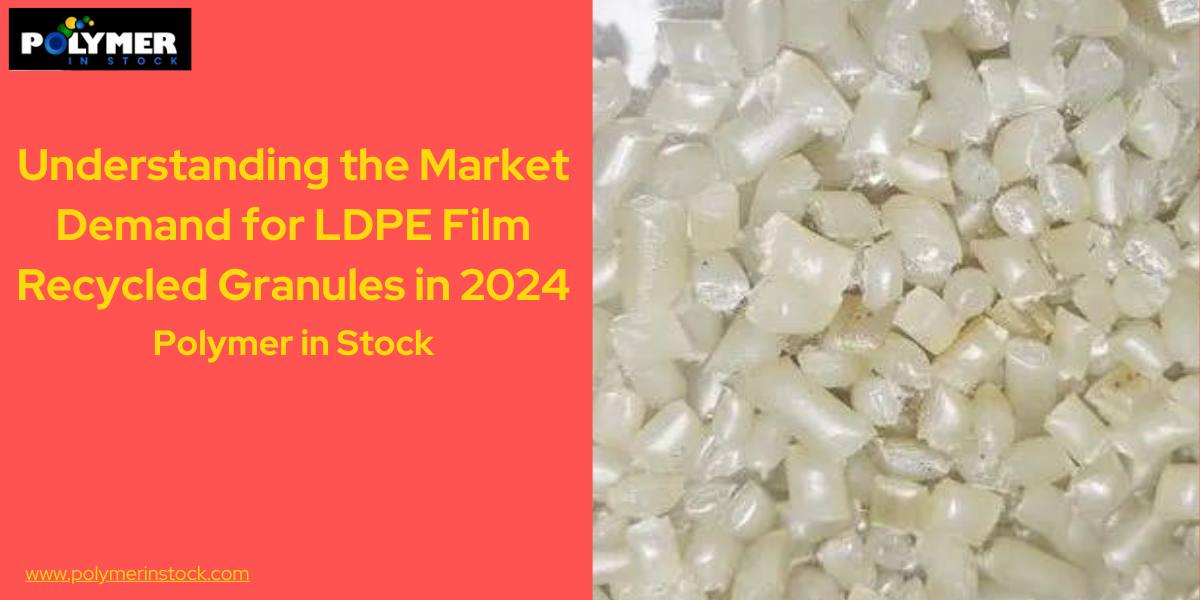 POLYMER
IN STOCK
Understanding the Market
Demand for LDPE Film
Recycled Granules in 2024
Polymer in Stock
www.polymerinstock.com